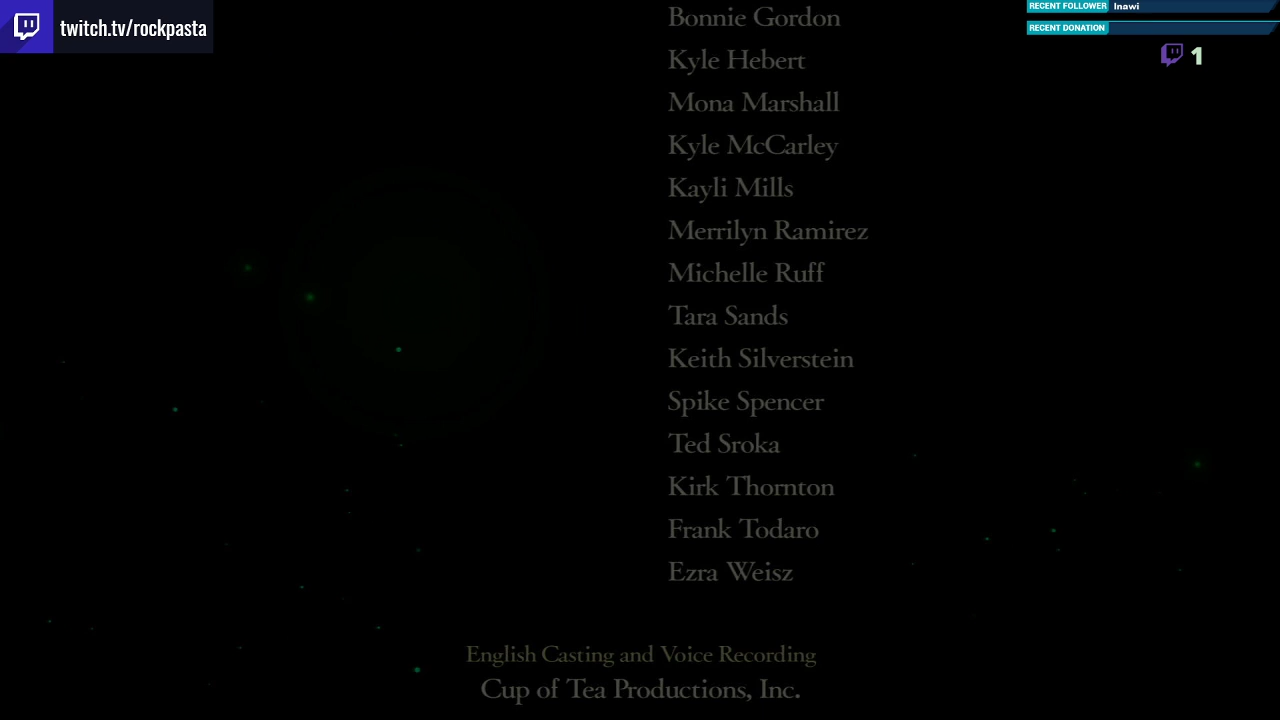 twitch.tv/rockpasta
Bonnie Gordon
Kyle Hebert
Mona Marshall
Kyle McCarley
Kayli Mills
Merrilyn Ramirez
Michelle Ruff
Tara Sands
Keith Silverstein
Spike Spencer
Ted Sroka
Kirk Thornton
Frank Todaro
Ezra Weisz
English Casting and Voice Recording
Cup of Tea Productions, Inc.
RECENT FOLLOWER Inawi
RECENT DONATION
1